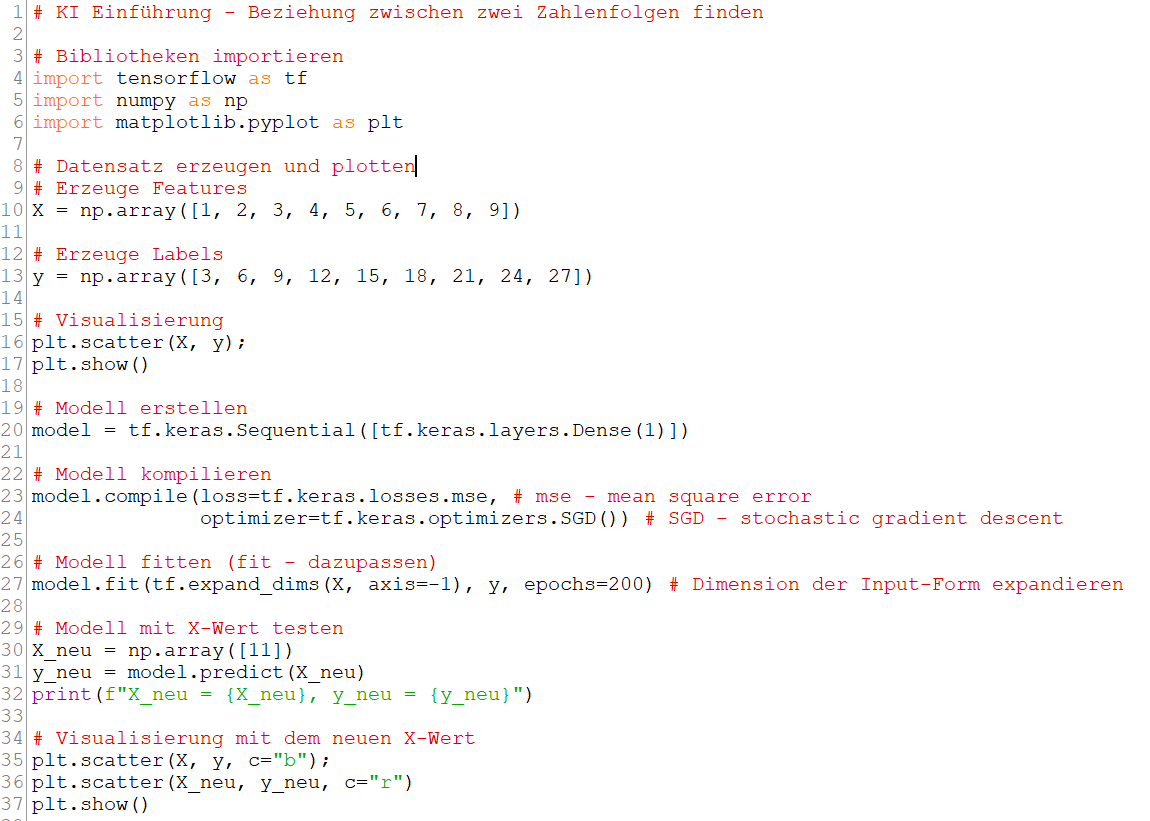 1 # KI Einführung - Beziehung zwischen zwei Zahlenfolgen finden
2
3 # Bibliotheken importieren
4 import tensorflow as tf
5 import numpy as np
6 import matplotlib.pyplot as plt
7
8 # Datensatz erzeugen und plotten
9 # Erzeuge Features
10 X = np.array([1, 2, 3, 4, 5, 6, 7, 8, 9])
11
12 # Erzeuge Labels
13 y = np.array([3, 6, 9, 12, 15, 18, 21, 24, 27])
14
15 # Visualisierung
16 plt.scatter(X, y);
17 plt.show()
18
19 # Modell erstellen
20 model = tf.keras.Sequential([tf.keras.layers.Dense(1)])
21
22 # Modell kompilieren
23 model.compile(loss=tf.keras.losses.mse, # mse - mean square error
24               optimizer=tf.keras.optimizers.SGD()) # SGD - stochastic gradient descent
25
26 # Modell fitten (fit - dazupassen)
27 model.fit(tf.expand_dims(X, axis=-1), y, epochs=200) # Dimension der Input-Form expandieren
28
29 # Modell mit X-Wert testen
30 X_neu = np.array([11])
31 y_neu = model.predict(X_neu)
32 print(f"X_neu = {X_neu}, y_neu = {y_neu}")
33
34 # Visualisierung mit dem neuen X-Wert
35 plt.scatter(X, y, c="b");
36 plt.scatter(X_neu, y_neu, c="r")
37 plt.show()